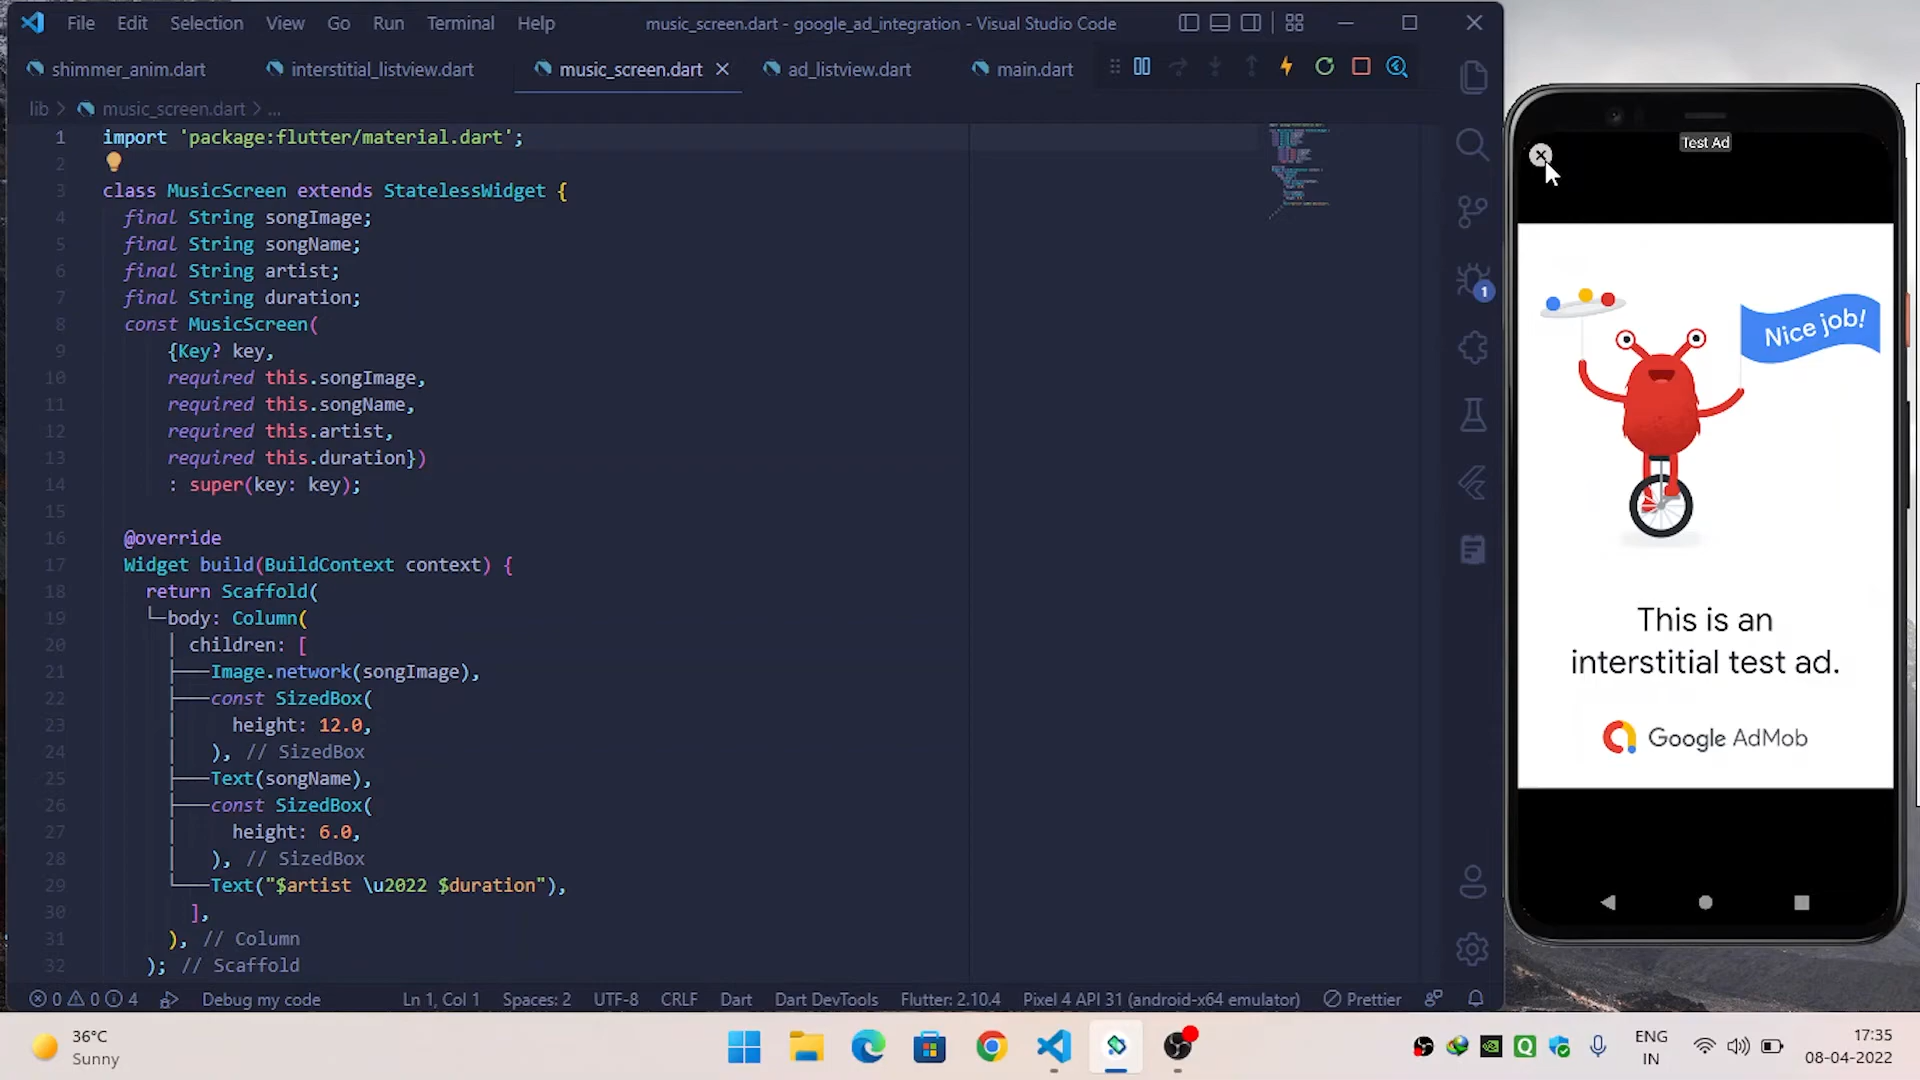 File Edit Selection View Go Run Terminal Help music_screen.dart - google_ad_integration - Visual Studio Code
shimmer_anim.dart interstitial_listview.dart music_screen.dart ad_listview.dart main.dart
lib > music_screen.dart > ...
1 import 'package:flutter/material.dart';
2
3 class MusicScreen extends StatelessWidget {
4 final String songImage;
5 final String songName;
6 final String artist;
7 final String duration;
8 const MusicScreen(
9 {Key? key,
10 required this.songImage,
11 required this.songName,
12 required this.artist,
13 required this.duration})
14 : super(key: key);
15
16 @override
17 Widget build(BuildContext context) {
18 return Scaffold(
19 body: Column(
20 children: [
21 Image.network(songImage),
22 const SizedBox(
23 height: 12.0,
24 ), // SizedBox
25 Text(songName),
26 const SizedBox(
27 height: 6.0,
28 ), // SizedBox
29 Text("$artist \u2022 $duration"),
30 ],
31 ), // Column
32 ); // Scaffold
1
0 0 4 Debug my code Ln 1, Col 1 Spaces: 2 UTF-8 CRLF Dart Dart DevTools Flutter: 2.10.4 Pixel 4 API 31 (android-x64 emulator) Prettier
Test Ad
Nice job!
This is an
interstitial test ad.
Google AdMob
36°C
Sunny
ENG
IN
17:35
08-04-2022